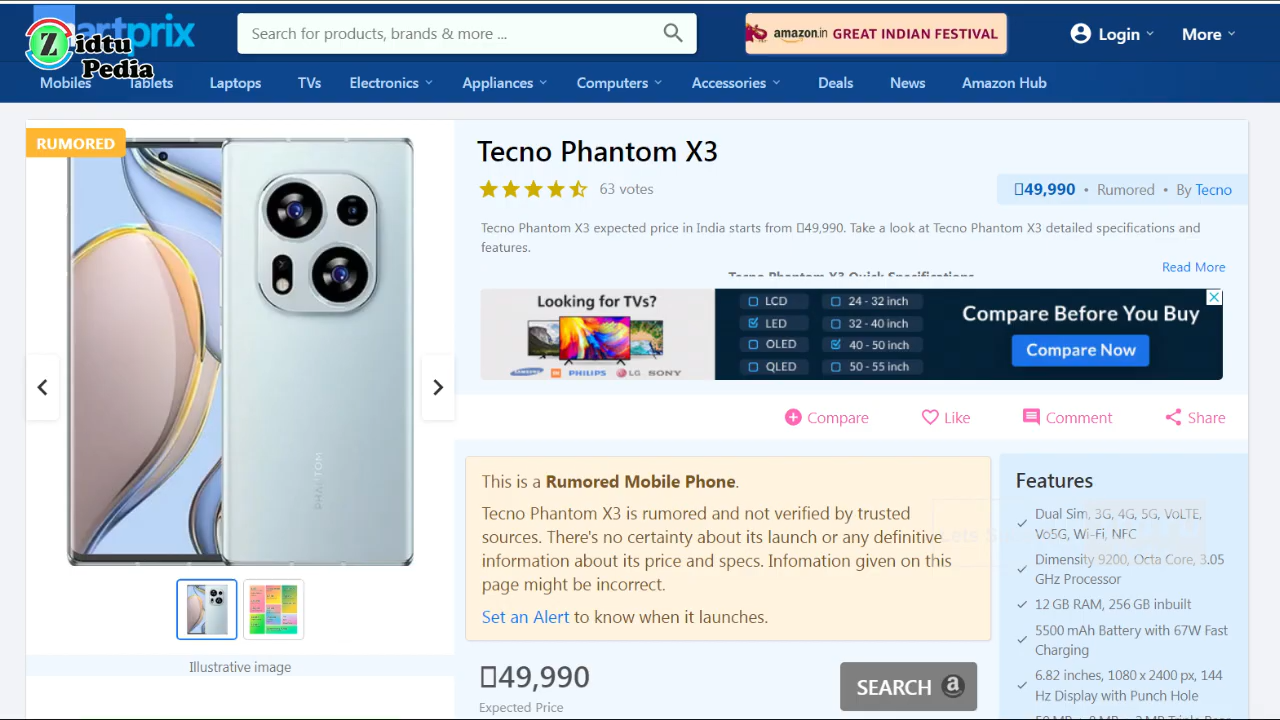 artprix
Zidtu
Pedia
Search for products, brands & more ...
amazon.in GREAT INDIAN FESTIVAL
Login
More
Mobiles
Tablets
Laptops
TVs
Electronics
Appliances
Computers
Accessories
Deals
News
Amazon Hub
RUMORED
PHANTOM
Illustrative image
Tecno Phantom X3
63 votes
49,990 • Rumored • By Tecno
Tecno Phantom X3 expected price in India starts from 49,990. Take a look at Tecno Phantom X3 detailed specifications and
features.
Read More
Tecno Phantom X3 Quick Specifications
Looking for TVs?
SAMSUNG PHILIPS LG SONY
LCD
LED
OLED
QLED
24 - 32 inch
32 - 40 inch
40 - 50 inch
50 - 55 inch
Compare Before You Buy
Compare Now
Compare
Like
Comment
Share
This is a Rumored Mobile Phone.
Tecno Phantom X3 is rumored and not verified by trusted
sources. There's no certainty about its launch or any definitive
information about its price and specs. Infomation given on this
page might be incorrect.
Set an Alert to know when it launches.
49,990
Expected Price
SEARCH a
Features
Dual Sim, 3G, 4G, 5G, VoLTE,
Vo5G, Wi-Fi, NFC
Dimensity 9200, Octa Core, 3.05
GHz Processor
12 GB RAM, 256 GB inbuilt
5500 mAh Battery with 67W Fast
Charging
6.82 inches, 1080 x 2400 px, 144
Hz Display with Punch Hole